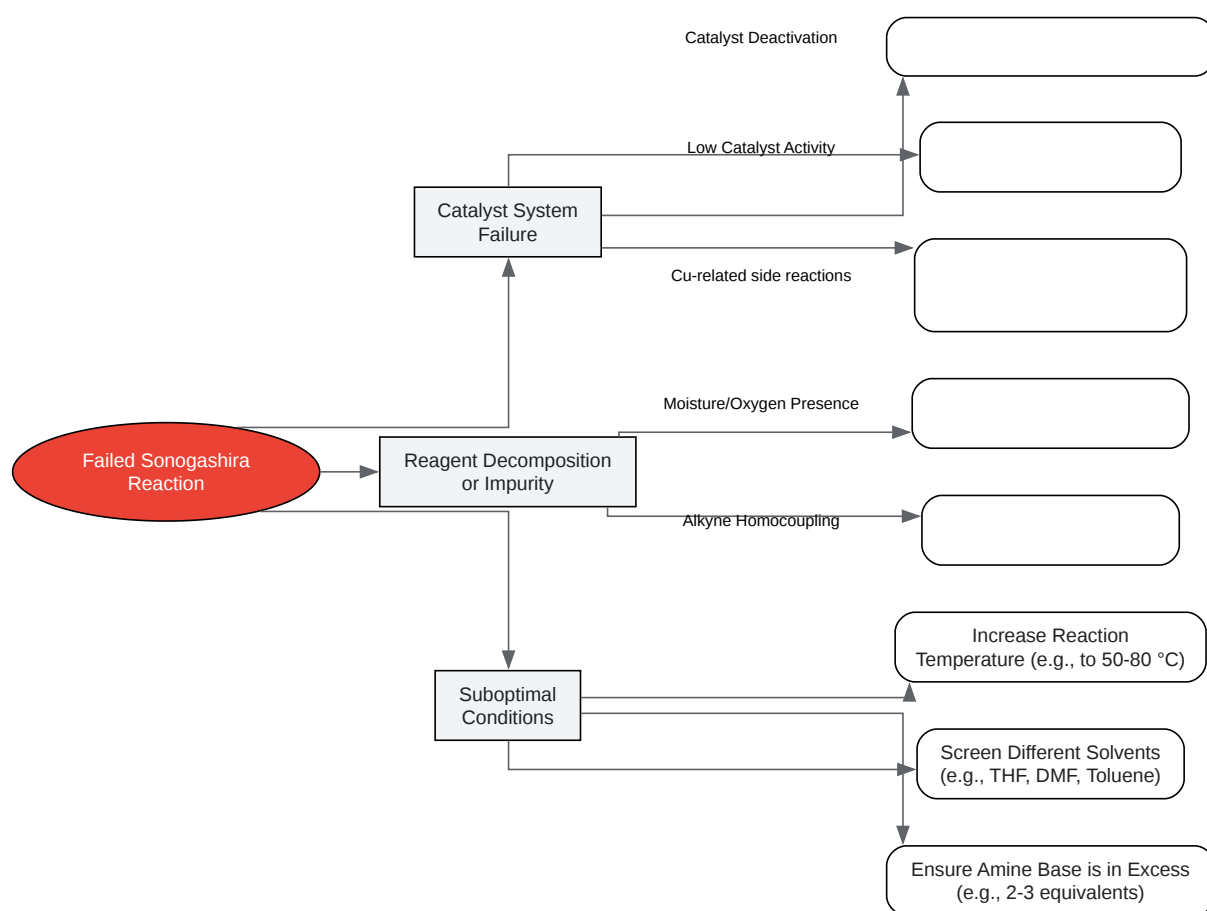 Catalyst Deactivation
Low Catalyst Activity
Catalyst System
Failure
Cu-related side reactions
Moisture/Oxygen Presence
Failed Sonogashira
Reaction
Reagent Decomposition
or Impurity
Alkyne Homocoupling
Increase Reaction
Temperature (e.g., to 50-80 °C)
Suboptimal
Conditions
Screen Different Solvents
(e.g., THF, DMF, Toluene)
Ensure Amine Base is in Excess
(e.g., 2-3 equivalents)